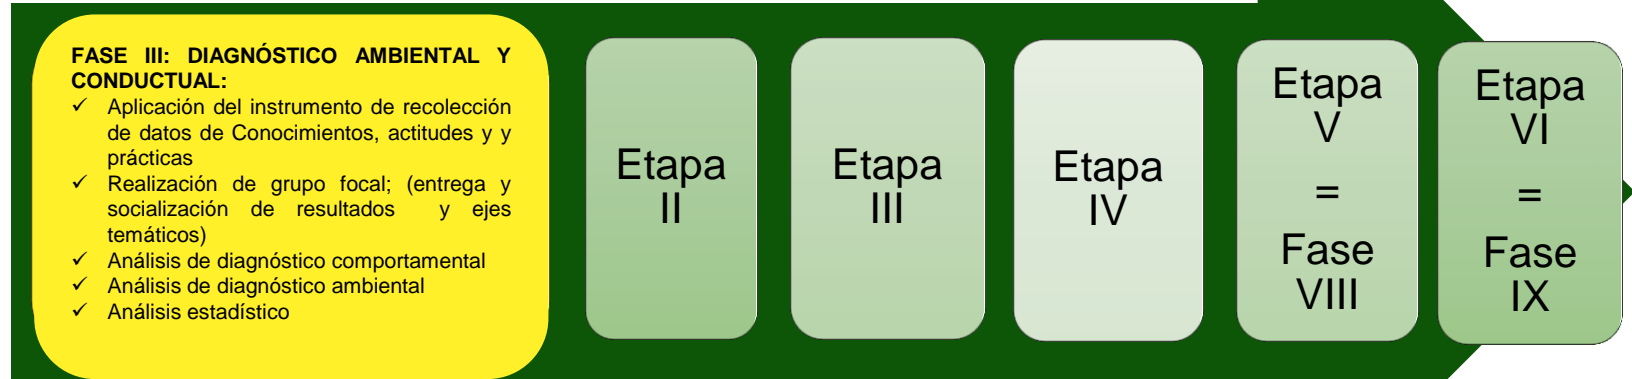 FASE III: DIAGNÓSTICO AMBIENTAL Y
CONDUCTUAL:
✓ Aplicación del instrumento de recolección
de datos de Conocimientos, actitudes y y
prácticas
✓ Realización de grupo focal; (entrega y
socialización de resultados y ejes
temáticos)
✓ Análisis de diagnóstico comportamental
✓ Análisis de diagnóstico ambiental
✓ Análisis estadístico
Etapa
II
Etapa
III
Etapa
IV
Etapa
V
=
Fase
VIII
Etapa
VI
=
Fase
IX